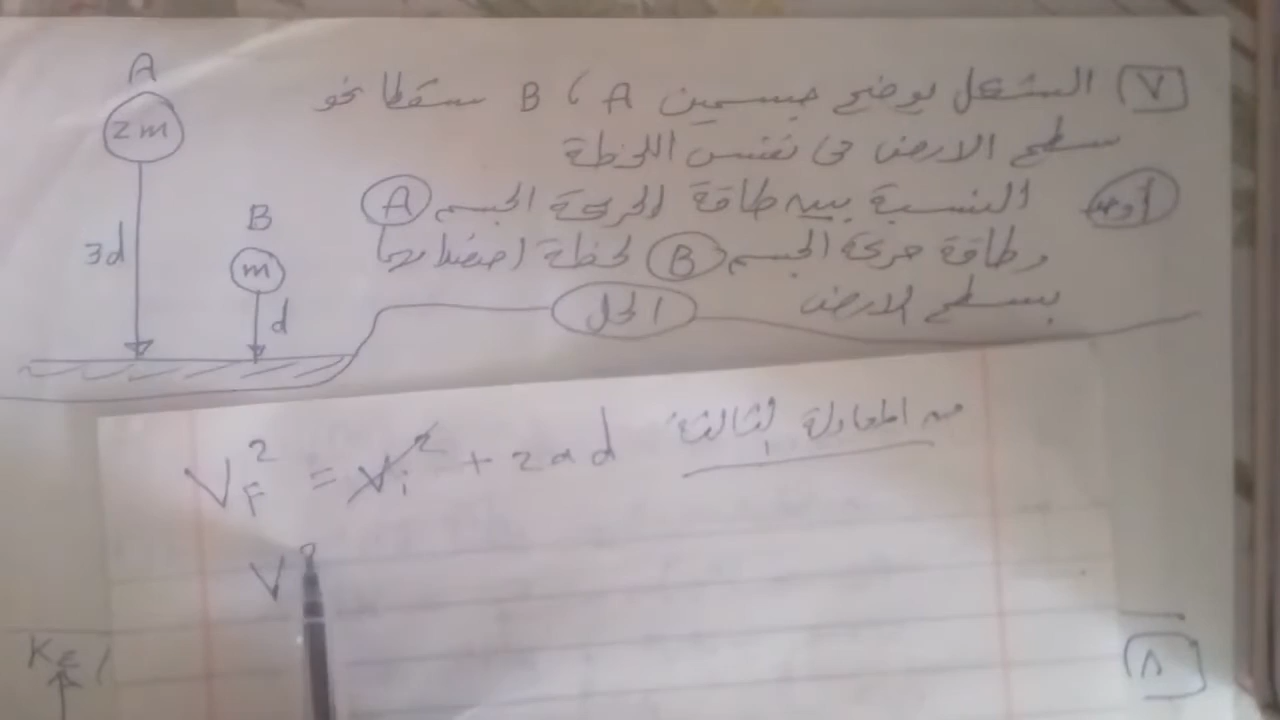 ٧ الشكل يوضح جسمين A ، B سقطا نحو
سطح الارض فى نفس اللحظة
أوجد النسبة بين طاقة الحركة الجسم A
وطاقة حركة الجسم B لحظة
بسطح الارض
الحل
A
2m
3d
B
m
d
من المعادلة الثالثة
V_F^2 = V_i^2 + 2ad
V
KE
٨